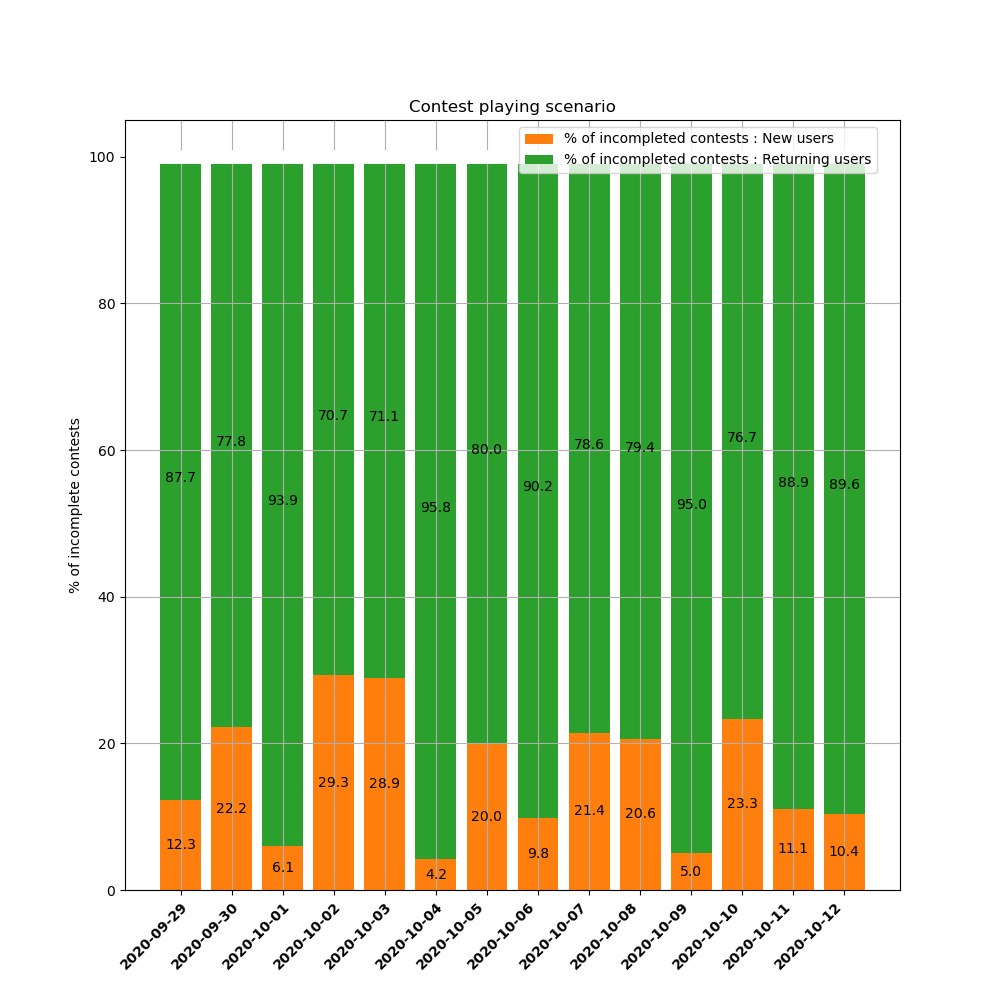 Contest playing scenario
% of incompleted contests : New users
% of incompleted contests : Returning users
% of incomplete contests
100
80
60
40
20
0
87.7 77.8 93.9 70.7 71.1 95.8 80.0 90.2 78.6 79.4 95.0 76.7 88.9 89.6
12.3 22.2 6.1 29.3 28.9 4.2 20.0 9.8 21.4 20.6 5.0 23.3 11.1 10.4
2020-09-29 2020-09-30 2020-10-01 2020-10-02 2020-10-03 2020-10-04 2020-10-05 2020-10-06 2020-10-07 2020-10-08 2020-10-09 2020-10-10 2020-10-11 2020-10-12